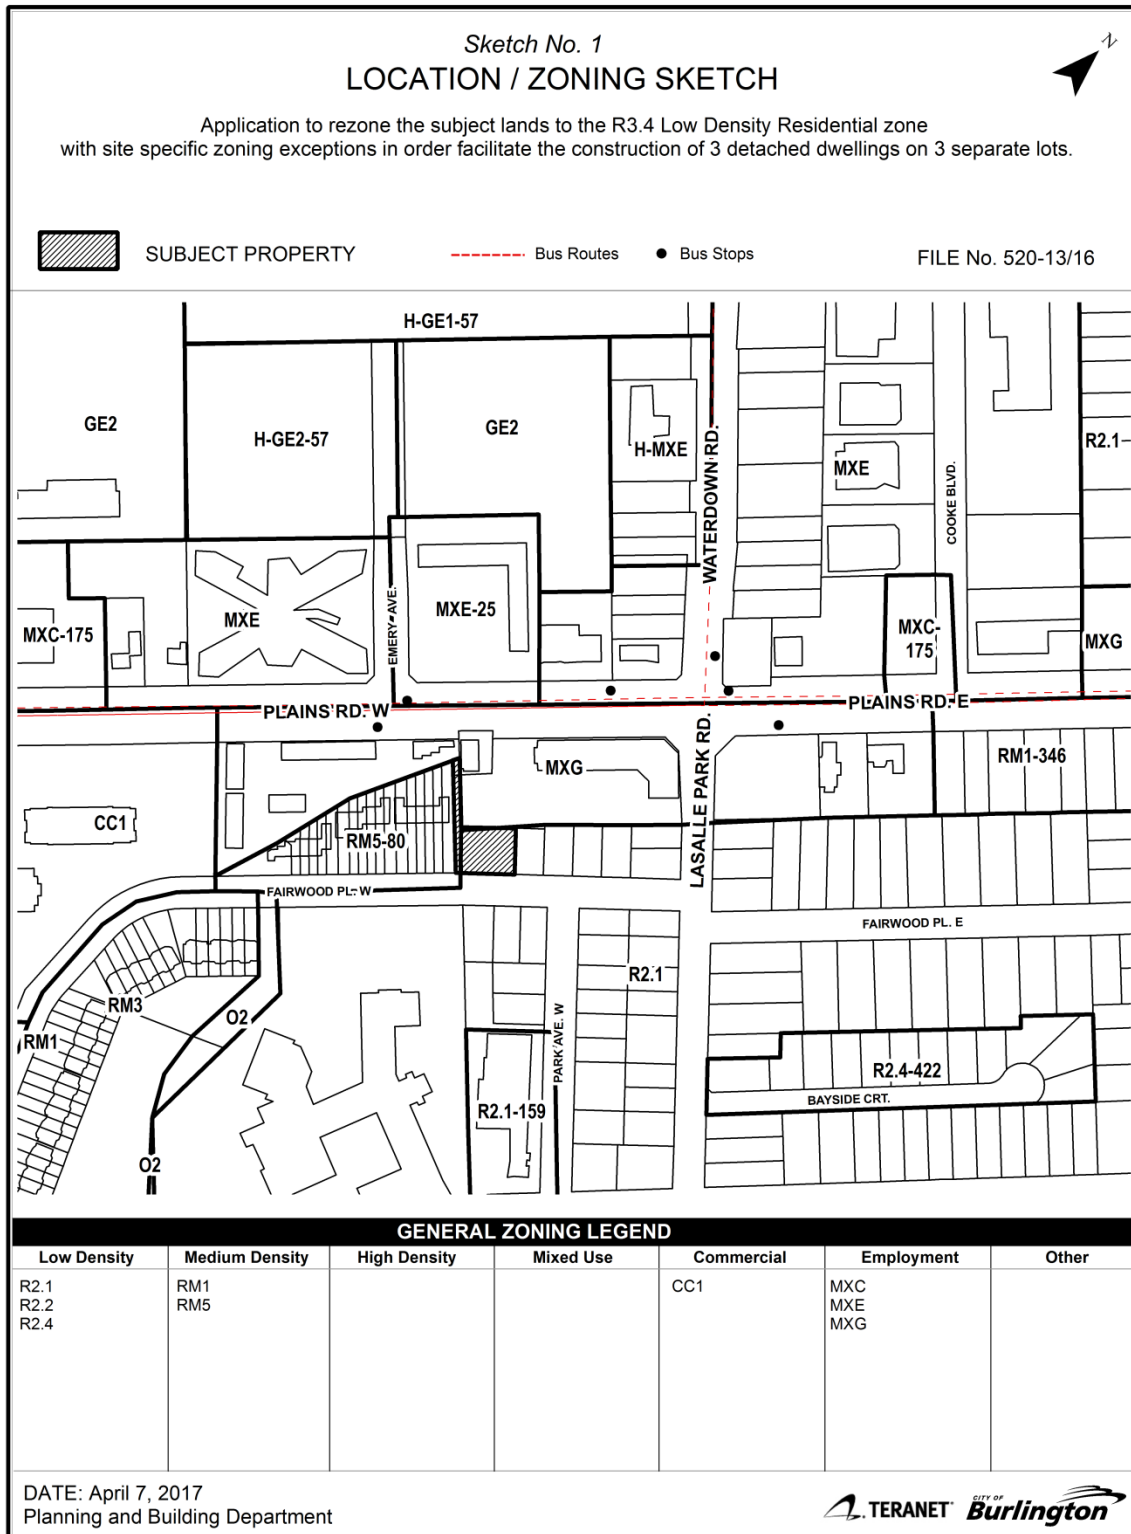 Sketch No. 1
N
LOCATION / ZONING SKETCH
Application to rezone the subject lands to the R3.4 Low Density Residential zone
with site specific zoning exceptions in order facilitate the construction of 3 detached dwellings on 3 separate lots.
SUBJECT PROPERTY
Bus Routes
Bus Stops
FILE No. 520-13/16
H-GE1-57
GE2
H-GE2-57
GE2
H-MXE
WATERDOWN RD.
MXE
COOKE BLVD.
R2.1
MXC-175
MXE
EMERY AVE.
MXE-25
MXC-
175
MXG
PLAINS RD. W
PLAINS RD. E
LASALLE PARK RD.
MXG
RM1-346
CC1
RM5-80
FAIRWOOD PL. W
FAIRWOOD PL. E
R2.1
RM3
O2
RM1
PARK AVE. W
R2.4-422
BAYSIDE CRT.
R2.1-159
O2
GENERAL ZONING LEGEND
Low Density
Medium Density
High Density
Mixed Use
Commercial
Employment
Other
R2.1
R2.2
R2.4
RM1
RM5
CC1
MXC
MXE
MXG
DATE: April 7, 2017
Planning and Building Department
TERANET
CITY OF
Burlington